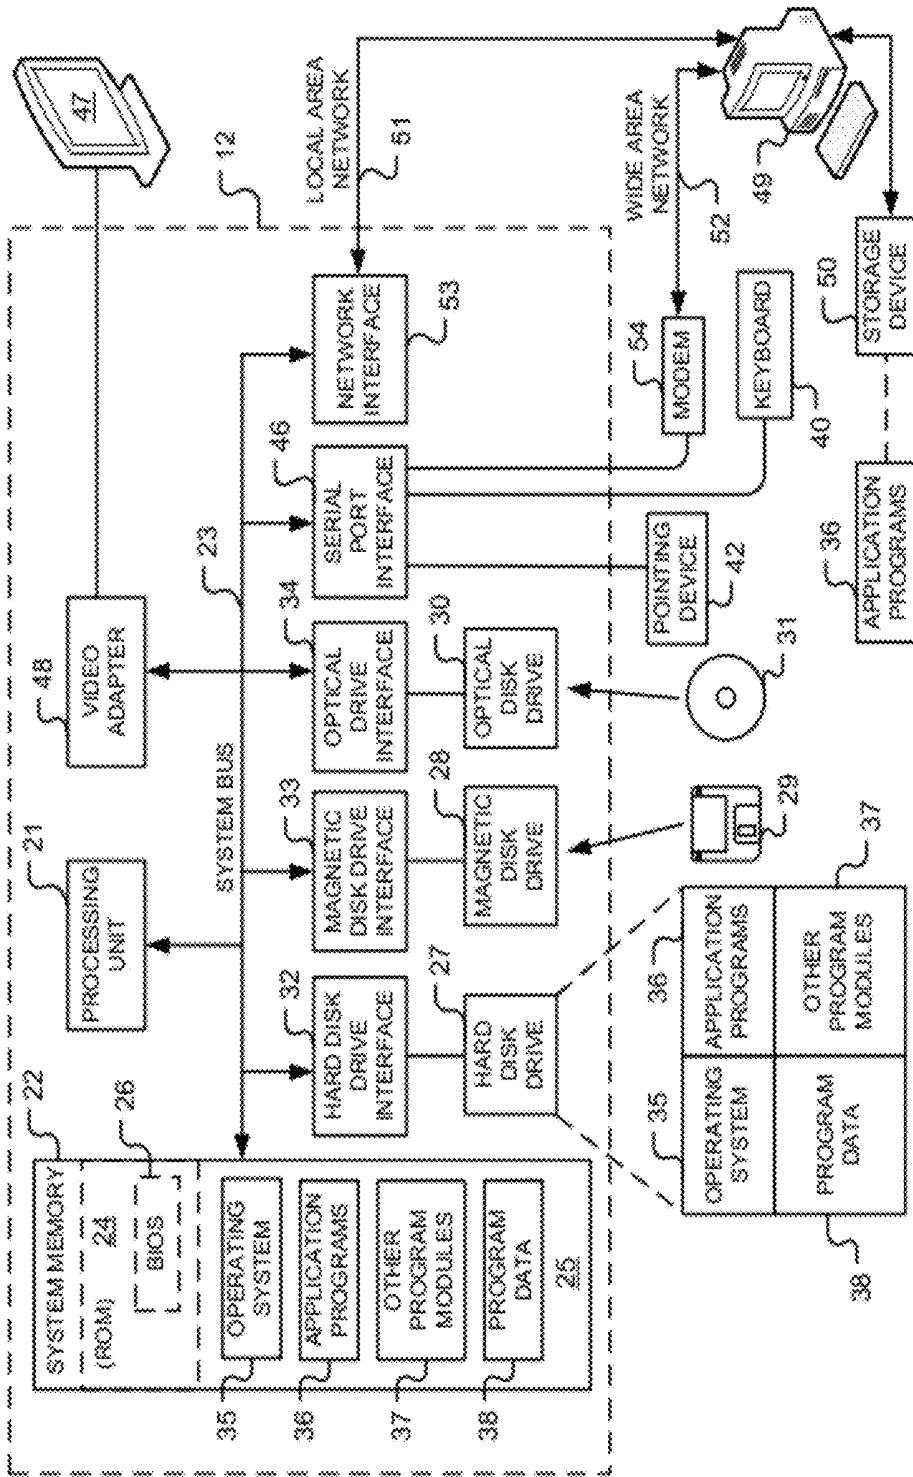 SYSTEM MEMORY
22
(ROM)
24
26
BIOS
35
OPERATING
SYSTEM
36
APPLICATION
PROGRAMS
37
OTHER
PROGRAM
MODULES
38
PROGRAM
DATA
25
21
PROCESSING
UNIT
48
VIDEO
ADAPTER
47
12
SYSTEM BUS
23
32
HARD DISK
DRIVE
INTERFACE
33
MAGNETIC
DISK DRIVE
INTERFACE
34
OPTICAL
DRIVE
INTERFACE
46
SERIAL
PORT
INTERFACE
NETWORK
INTERFACE
53
LOCAL AREA
NETWORK
51
27
HARD
DISK
DRIVE
28
MAGNETIC
DISK
DRIVE
30
OPTICAL
DISK
DRIVE
29
31
POINTING
DEVICE
42
54
MODEM
KEYBOARD
40
WIDE AREA
NETWORK
52
49
50
STORAGE
DEVICE
36
APPLICATION
PROGRAMS
35
OPERATING
SYSTEM
36
APPLICATION
PROGRAMS
PROGRAM
DATA
38
OTHER
PROGRAM
MODULES
37